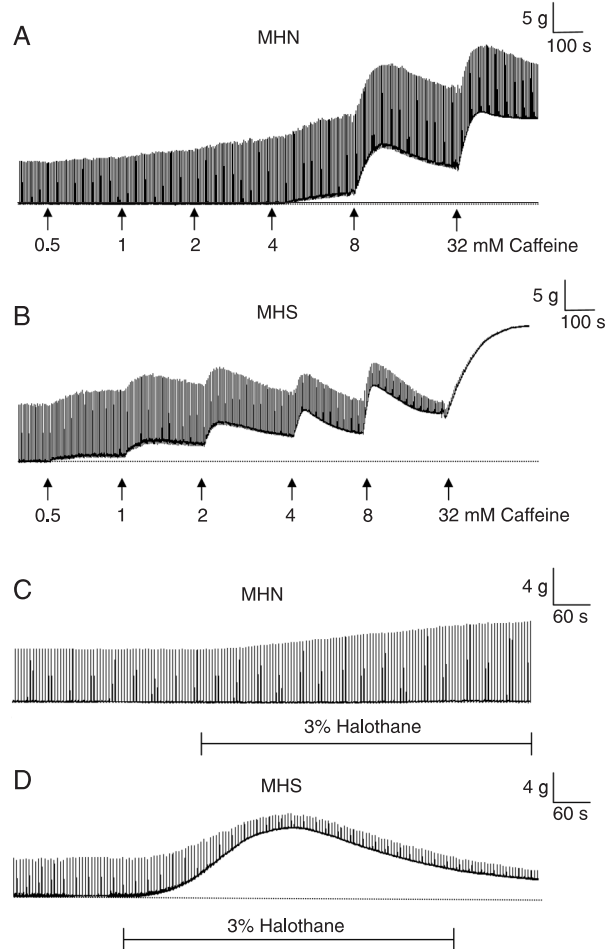 A
MHN
5 g
100 s
0.5 1 2 4 8 32 mM Caffeine
B
MHS
5 g
100 s
0.5 1 2 4 8 32 mM Caffeine
C
MHN
4 g
60 s
3% Halothane
D
MHS
4 g
60 s
3% Halothane